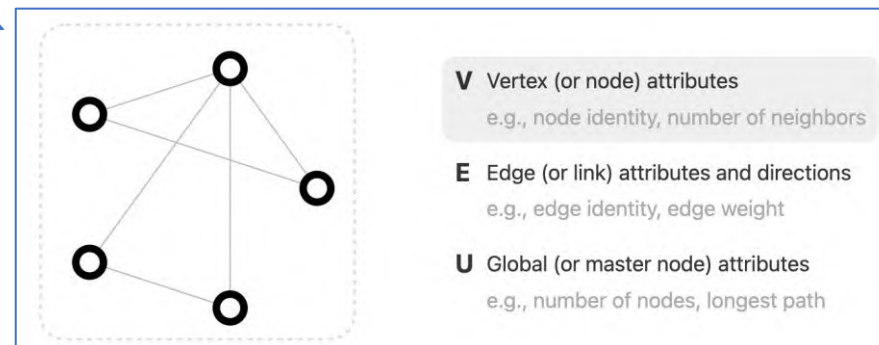 V Vertex (or node) attributes
e.g., node identity, number of neighbors
E Edge (or link) attributes and directions
e.g., edge identity, edge weight
U Global (or master node) attributes
e.g., number of nodes, longest path